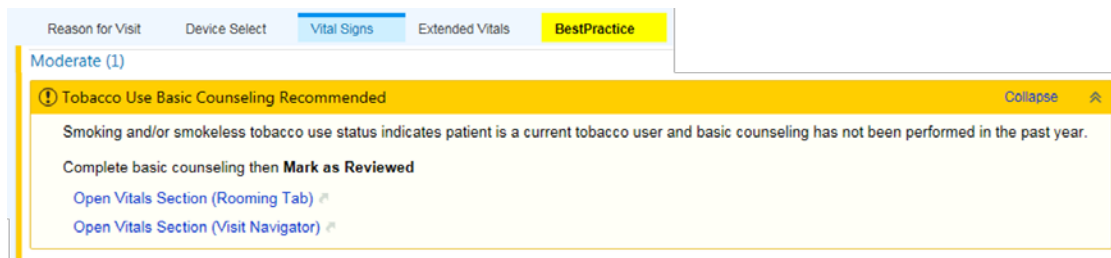 Reason for Visit Device Select Vital Signs Extended Vitals BestPractice
Moderate (1)
Tobacco Use Basic Counseling Recommended Collapse
Smoking and/or smokeless tobacco use status indicates patient is a current tobacco user and basic counseling has not been performed in the past year.
Complete basic counseling then Mark as Reviewed
Open Vitals Section (Rooming Tab)
Open Vitals Section (Visit Navigator)